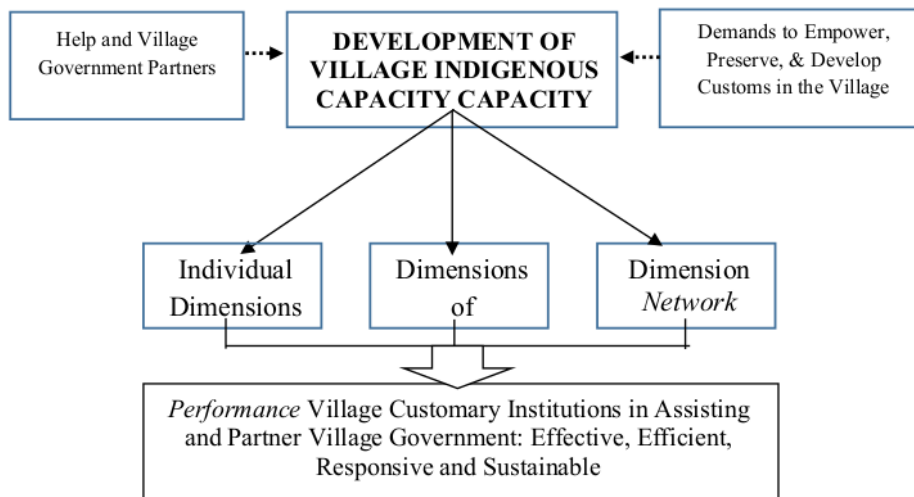 Help and Village
Government Partners
DEVELOPMENT OF
VILLAGE INDIGENOUS
CAPACITY CAPACITY
Demands to Empower,
Preserve, & Develop
Customs in the Village
Individual
Dimensions
Dimensions
of
Dimension
Network
Performance Village Customary Institutions in Assisting
and Partner Village Government: Effective, Efficient,
Responsive and Sustainable